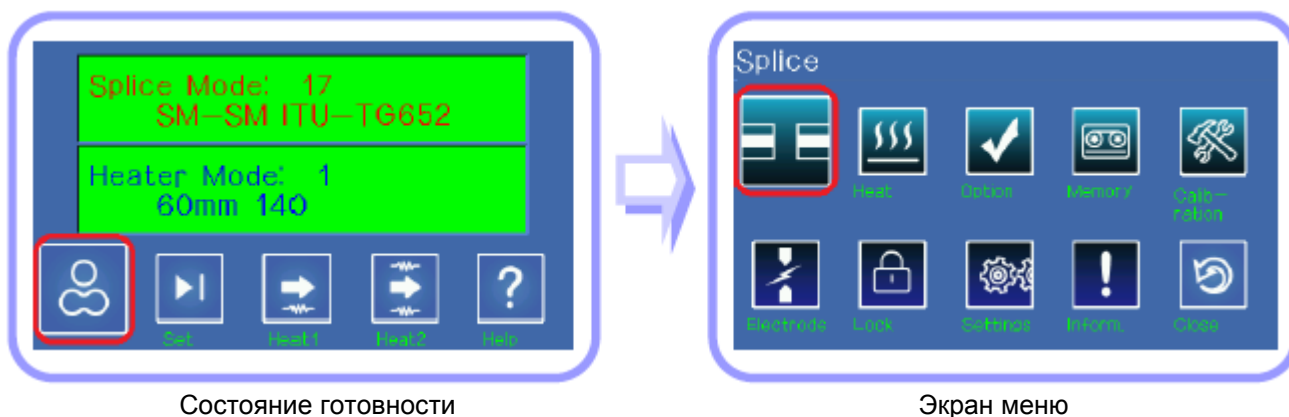 Splice Mode: 17
SM-SM ITU-TG652
Heater Mode: 1
60mm 140
Set Heat1 Heat2 Help
Состояние готовности
Splice
Heat Option Memory Calib-
ration
Electrode Lock Settings Inform. Close
Экран меню